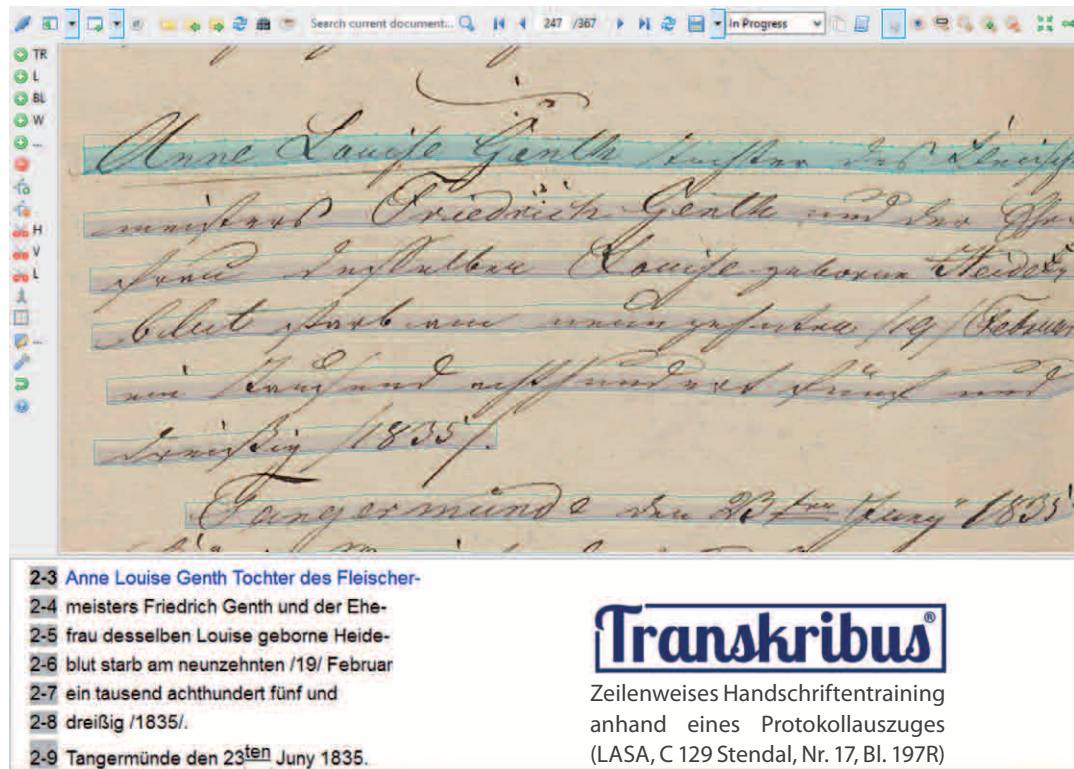 Search current document...
247 /367
In Progress
TR
L
BL
W
...
H
V
L
...
Anne Louise Genth Tochter des Fleisch
meisters Friedrich Genth und der Ehe
frau desselben Louise geborne Heide
blut starb am neunzehnten /19/ Februar
ein tausend achthundert fünf und
dreißig /1835/.
Tangermünde den 23ten Juny 1835
2-3 Anne Louise Genth Tochter des Fleischer-
2-4 meisters Friedrich Genth und der Ehe-
2-5 frau desselben Louise geborne Heide-
2-6 blut starb am neunzehnten /19/ Februar
2-7 ein tausend achthundert fünf und
2-8 dreißig /1835/.
2-9 Tangermünde den 23ten Juny 1835.
Transkribus®
Zeilenweises Handschriftentraining
anhand eines Protokollauszuges
(LASA, C 129 Stendal, Nr. 17, Bl. 197R)